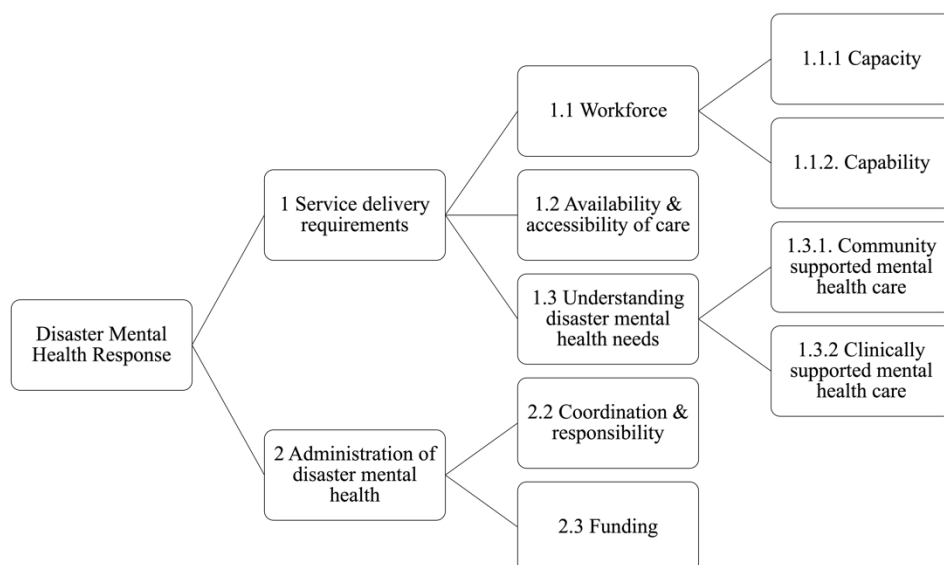 Disaster Mental
Health Response
1 Service delivery
requirements
2 Administration of
disaster mental
health
1.1 Workforce
1.2 Availability &
accessibility of care
1.3 Understanding
disaster mental
health needs
2.2 Coordination &
responsibility
2.3 Funding
1.1.1 Capacity
1.1.2. Capability
1.3.1. Community
supported mental
health care
1.3.2 Clinically
supported mental
health care